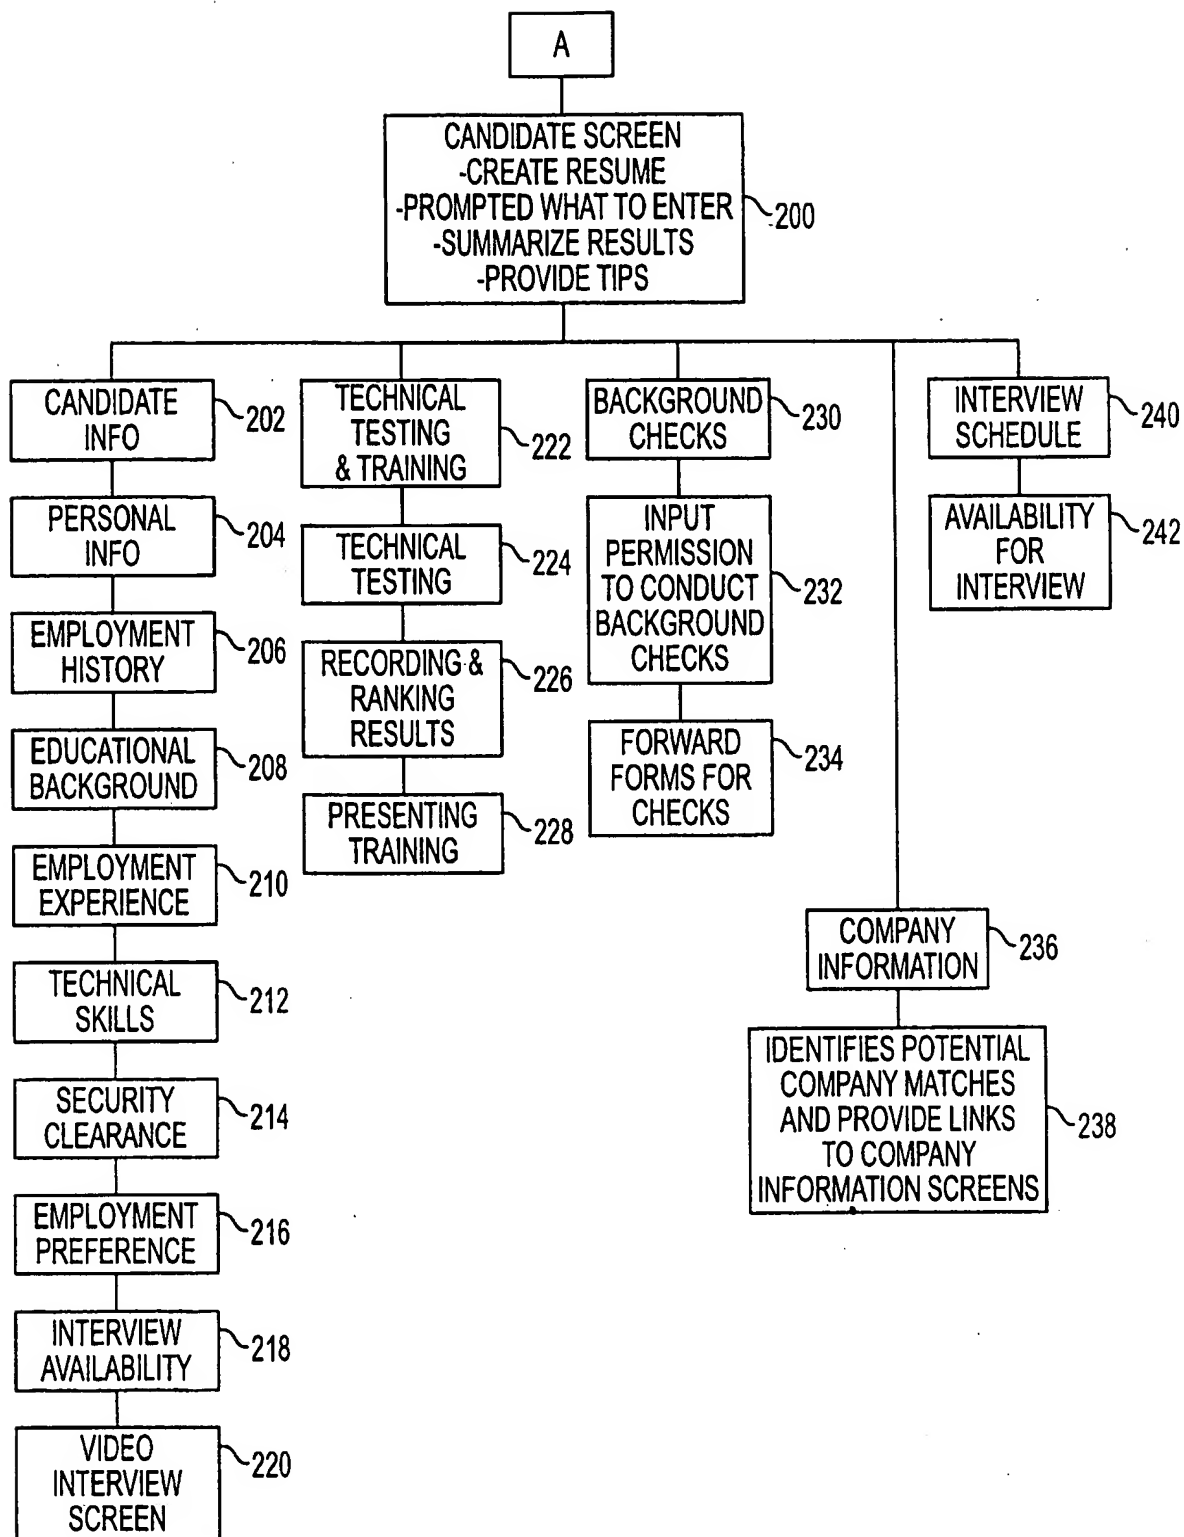 A
CANDIDATE SCREEN
-CREATE RESUME
-PROMPTED WHAT TO ENTER
-SUMMARIZE RESULTS
-PROVIDE TIPS
200
CANDIDATE
INFO
202
PERSONAL
INFO
204
EMPLOYMENT
HISTORY
206
EDUCATIONAL
BACKGROUND
208
EMPLOYMENT
EXPERIENCE
210
TECHNICAL
SKILLS
212
SECURITY
CLEARANCE
214
EMPLOYMENT
PREFERENCE
216
INTERVIEW
AVAILABILITY
218
VIDEO
INTERVIEW
SCREEN
220
TECHNICAL
TESTING
& TRAINING
222
TECHNICAL
TESTING
224
RECORDING &
RANKING
RESULTS
226
PRESENTING
TRAINING
228
BACKGROUND
CHECKS
230
INPUT
PERMISSION
TO CONDUCT
BACKGROUND
CHECKS
232
FORWARD
FORMS FOR
CHECKS
234
COMPANY
INFORMATION
236
IDENTIFIES POTENTIAL
COMPANY MATCHES
AND PROVIDE LINKS
TO COMPANY
INFORMATION SCREENS
238
INTERVIEW
SCHEDULE
240
AVAILABILITY
FOR
INTERVIEW
242